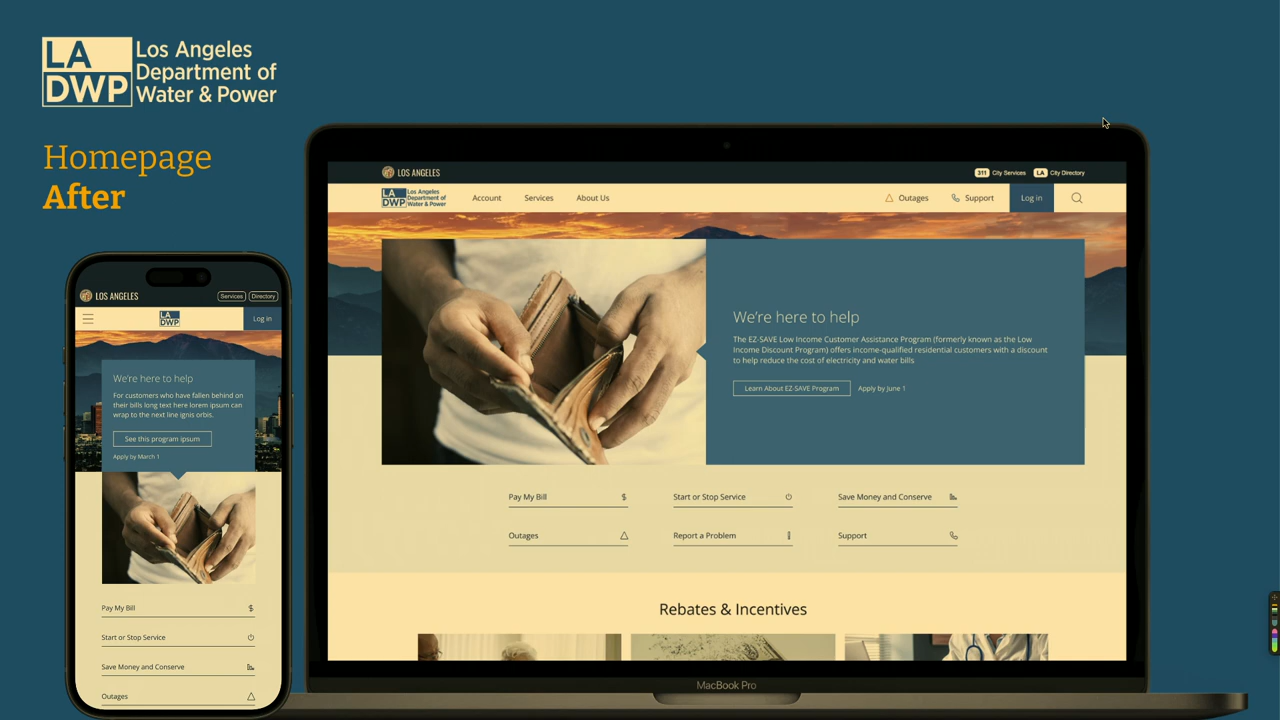 LA
DWP
Los Angeles
Department of
Water & Power
Homepage
After
LOS ANGELES
Services
Directory
LA
DWP
Log in
We're here to help
For customers who have fallen behind on
their bills long text here lorem ipsum can
wrap to the next line ignis orbis.
See this program ipsum
Apply by March 1
Pay My Bill
$
Start or Stop Service
Save Money and Conserve
Outages
LOS ANGELES
311 City Services
LA City Directory
LA
DWP
Los Angeles
Department of
Water & Power
Account
Services
About Us
Outages
Support
Log in
We're here to help
The EZ-SAVE Low Income Customer Assistance Program (formerly known as the Low
Income Discount Program) offers income-qualified residential customers with a discount
to help reduce the cost of electricity and water bills
Learn About EZ-SAVE Program
Apply by June 1
Pay My Bill
$
Start or Stop Service
Save Money and Conserve
Outages
Report a Problem
Support
Rebates & Incentives
MacBook Pro